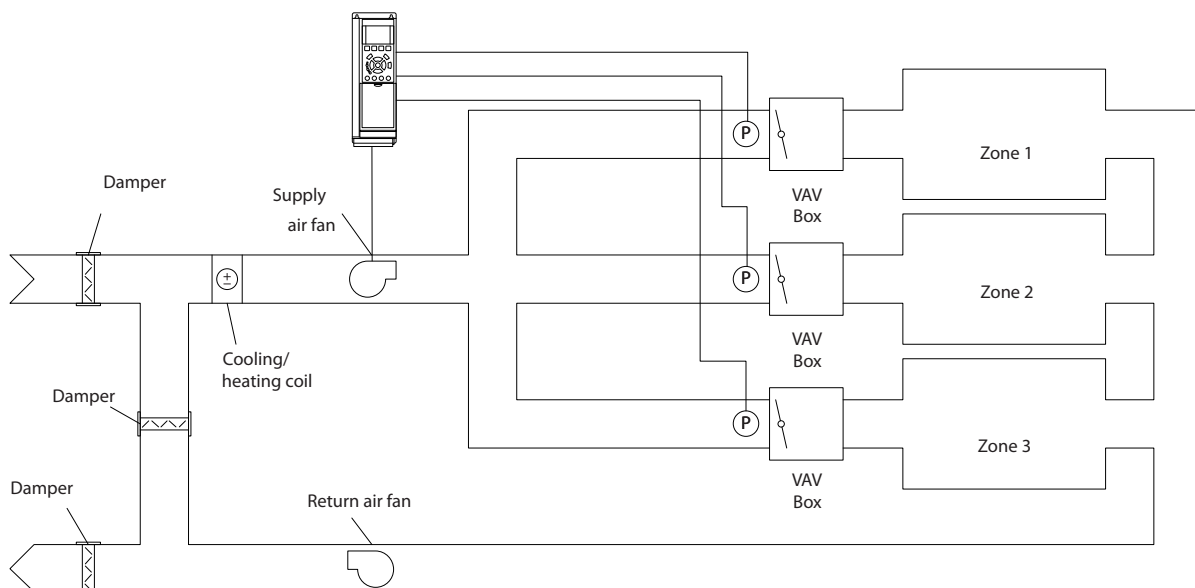 Damper
Supply
air fan
P
VAV
Box
Zone 1
P
VAV
Box
Zone 2
±
Cooling/
heating coil
Damper
P
VAV
Box
Zone 3
Damper
Return air fan